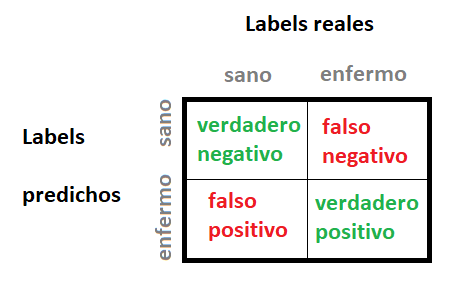 Labels reales
sano enfermo
Labels
predichos
sano
verdadero
negativo
falso
negativo
enfermo
falso
positivo
verdadero
positivo